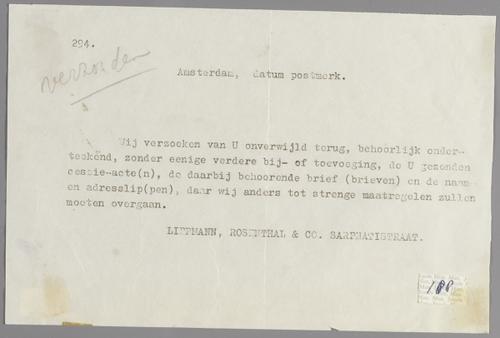 294.
verzonden
Amsterdam, datum postmerk.
Wij verzoeken van U onverwijld terug, behoorlijk onder-
teekend, zonder eenige verdere bij- of toevoeging, de U gezonden
cessie-acte(n), de daarbij behoorende brief (brieven) en de naam-
en adresslip(pen), daar wij anders tot strenge maatregelen zullen
moeten overgaan.
LIPPMANN, ROSENTHAL & CO. SARPHATISTRAAT.
188